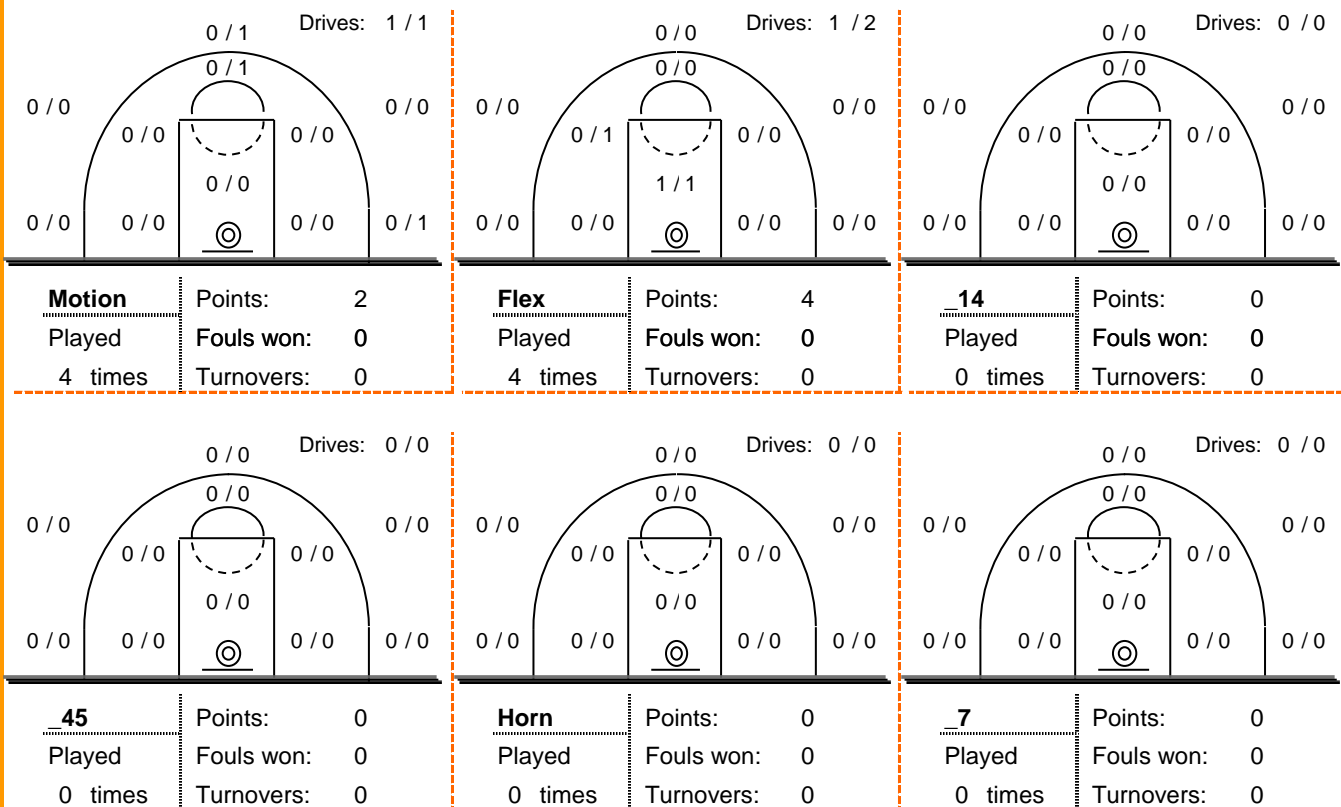 Drives: 1 / 1
0 / 1
0 / 1
0 / 0 0 / 0
0 / 0 0 / 0
0 / 0
0 / 0 0 / 0 0 / 0 0 / 1
Motion Points: 2
Played Fouls won: 0
4 times Turnovers: 0
Drives: 1 / 2
0 / 0
0 / 0
0 / 0 0 / 0
0 / 1 0 / 0
1 / 1
0 / 0 0 / 0 0 / 0 0 / 0
Flex Points: 4
Played Fouls won: 0
4 times Turnovers: 0
Drives: 0 / 0
0 / 0
0 / 0
0 / 0 0 / 0
0 / 0 0 / 0
0 / 0
0 / 0 0 / 0 0 / 0 0 / 0
_14 Points: 0
Played Fouls won: 0
0 times Turnovers: 0
Drives: 0 / 0
0 / 0
0 / 0
0 / 0 0 / 0
0 / 0 0 / 0
0 / 0
0 / 0 0 / 0 0 / 0 0 / 0
_45 Points: 0
Played Fouls won: 0
0 times Turnovers: 0
Drives: 0 / 0
0 / 0
0 / 0
0 / 0 0 / 0
0 / 0 0 / 0
0 / 0
0 / 0 0 / 0 0 / 0 0 / 0
Horn Points: 0
Played Fouls won: 0
0 times Turnovers: 0
Drives: 0 / 0
0 / 0
0 / 0
0 / 0 0 / 0
0 / 0 0 / 0
0 / 0
0 / 0 0 / 0 0 / 0 0 / 0
_7 Points: 0
Played Fouls won: 0
0 times Turnovers: 0